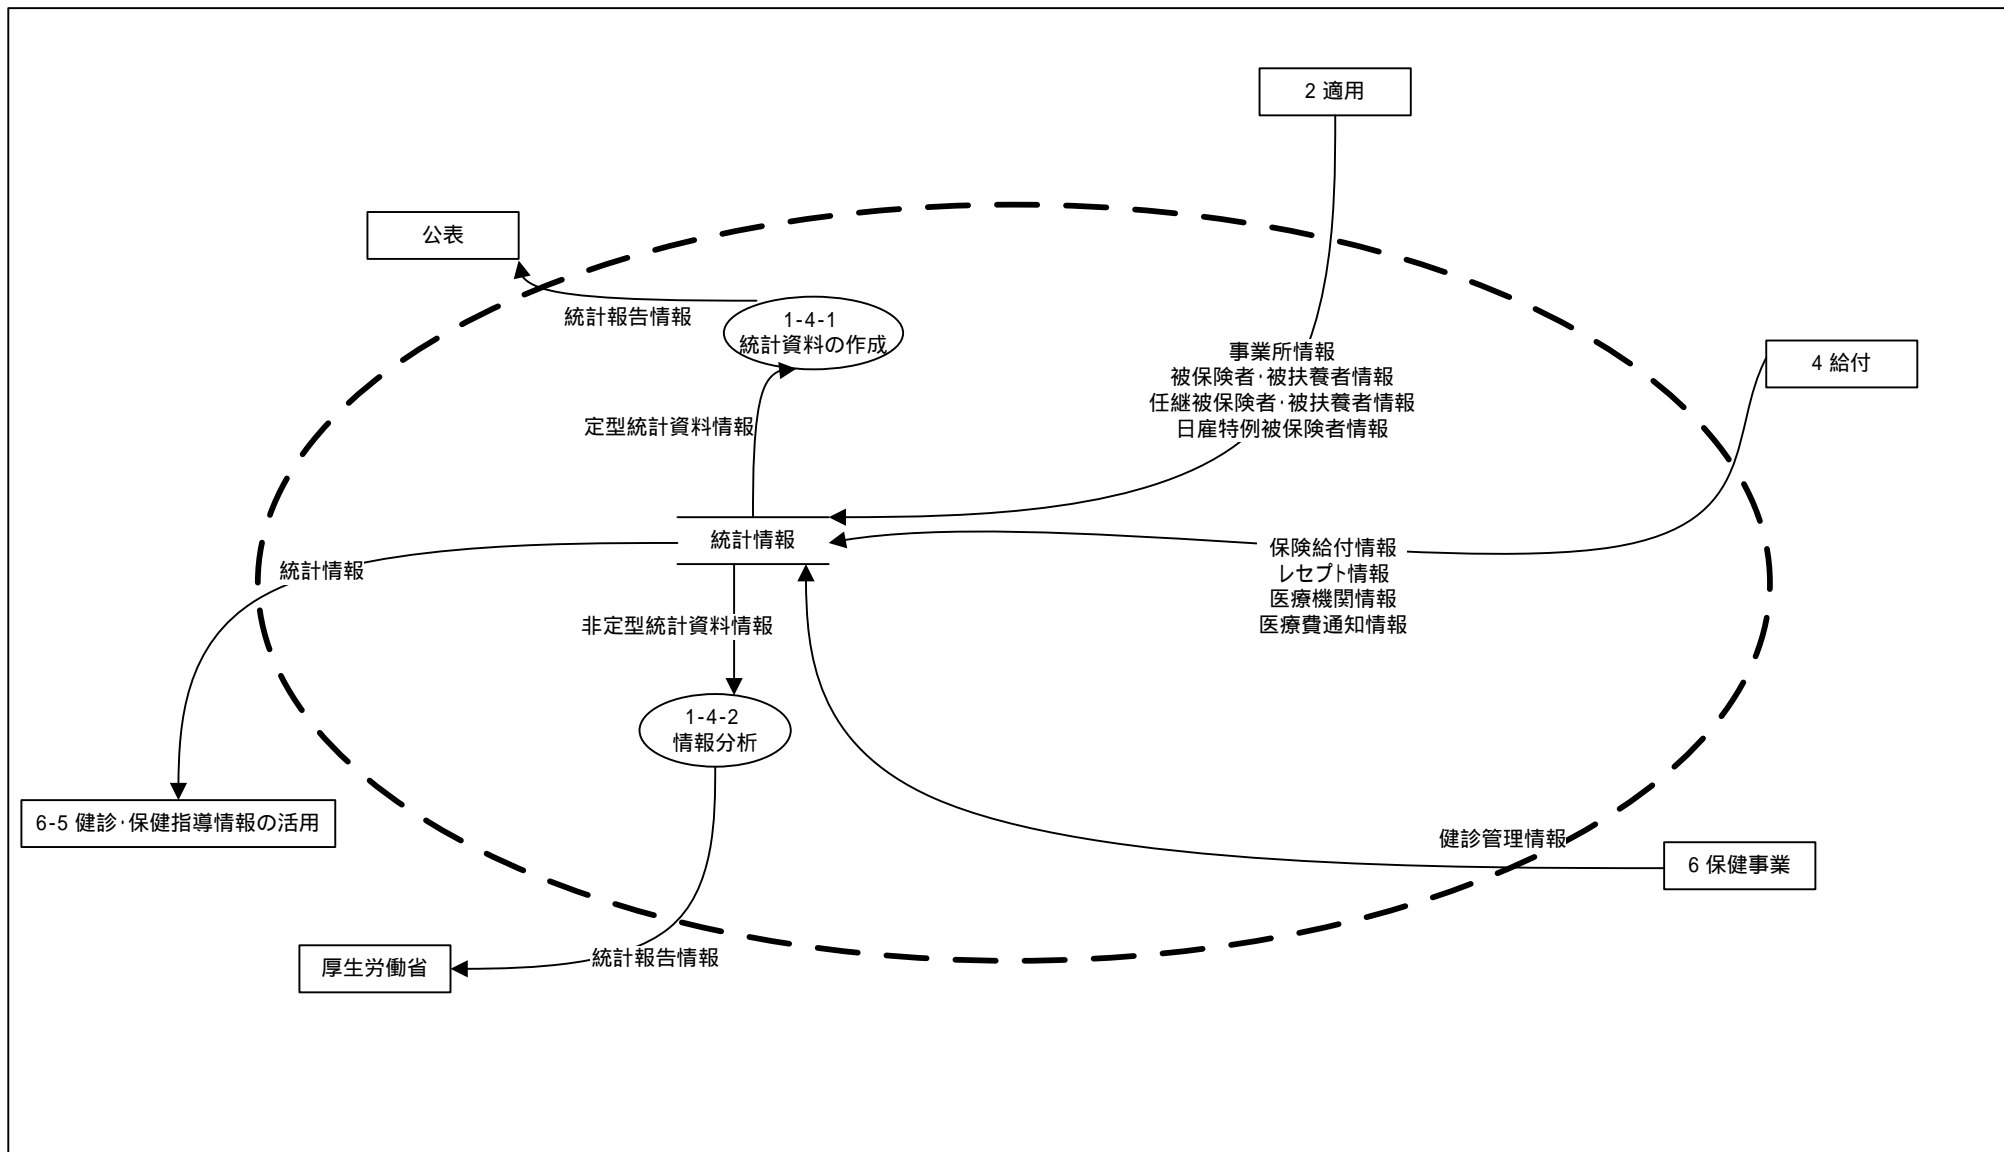 2 適用
公表
統計報告情報
1-4-1
統計資料の作成
事業所情報
被保険者･被扶養者情報
任継被保険者･被扶養者情報
日雇特例被保険者情報
4 給付
定型統計資料情報
統計情報
統計情報
保険給付情報
レセプト情報
医療機関情報
医療費通知情報
非定型統計資料情報
1-4-2
情報分析
6-5 健診･保健指導情報の活用
健診管理情報
6 保健事業
統計報告情報
厚生労働省